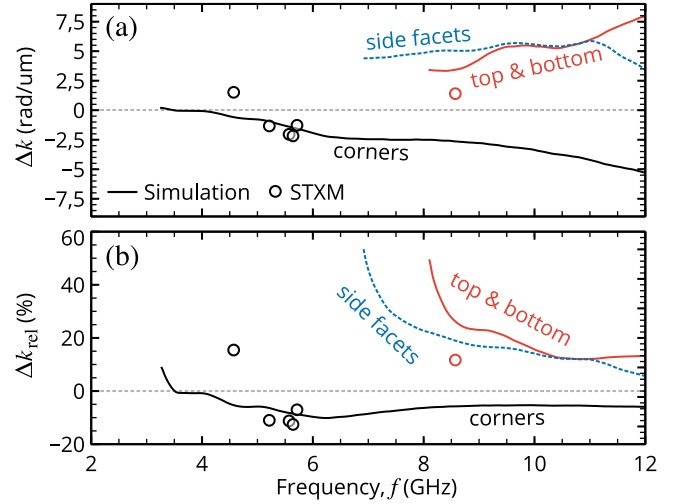 (a)
Δk (rad/um)
7,5
5,0
2,5
0
−2,5
−5,0
−7,5
side facets
top & bottom
corners
Simulation
STXM
(b)
Δk_rel (%)
60
40
20
0
−20
side facets
top & bottom
corners
2 4 6 8 10 12
Frequency, f (GHz)